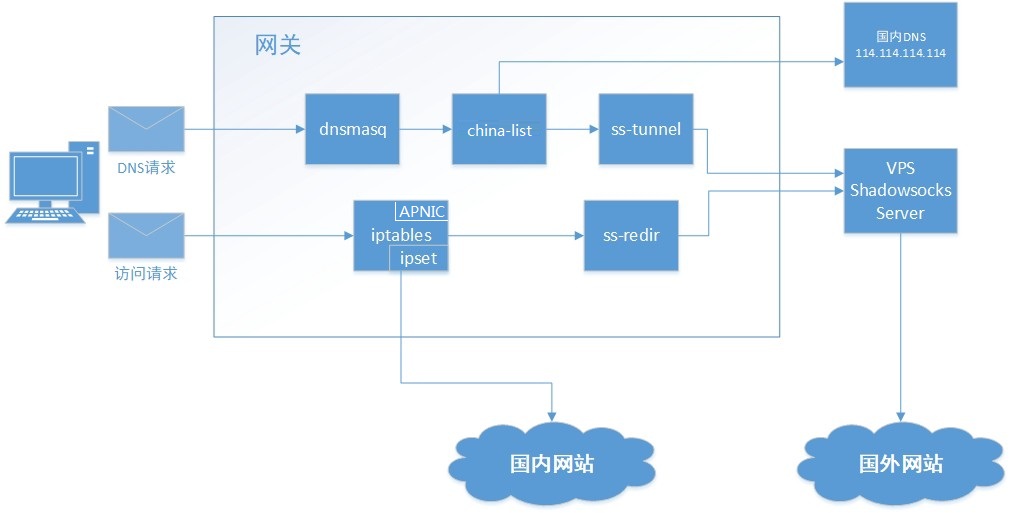 网关
国内DNS
114.114.114.114
dnsmasq
china-list
ss-tunnel
DNS请求
VPS
Shadowsocks
Server
APNIC
iptables
ipset
ss-redir
访问请求
国内网站
国外网站